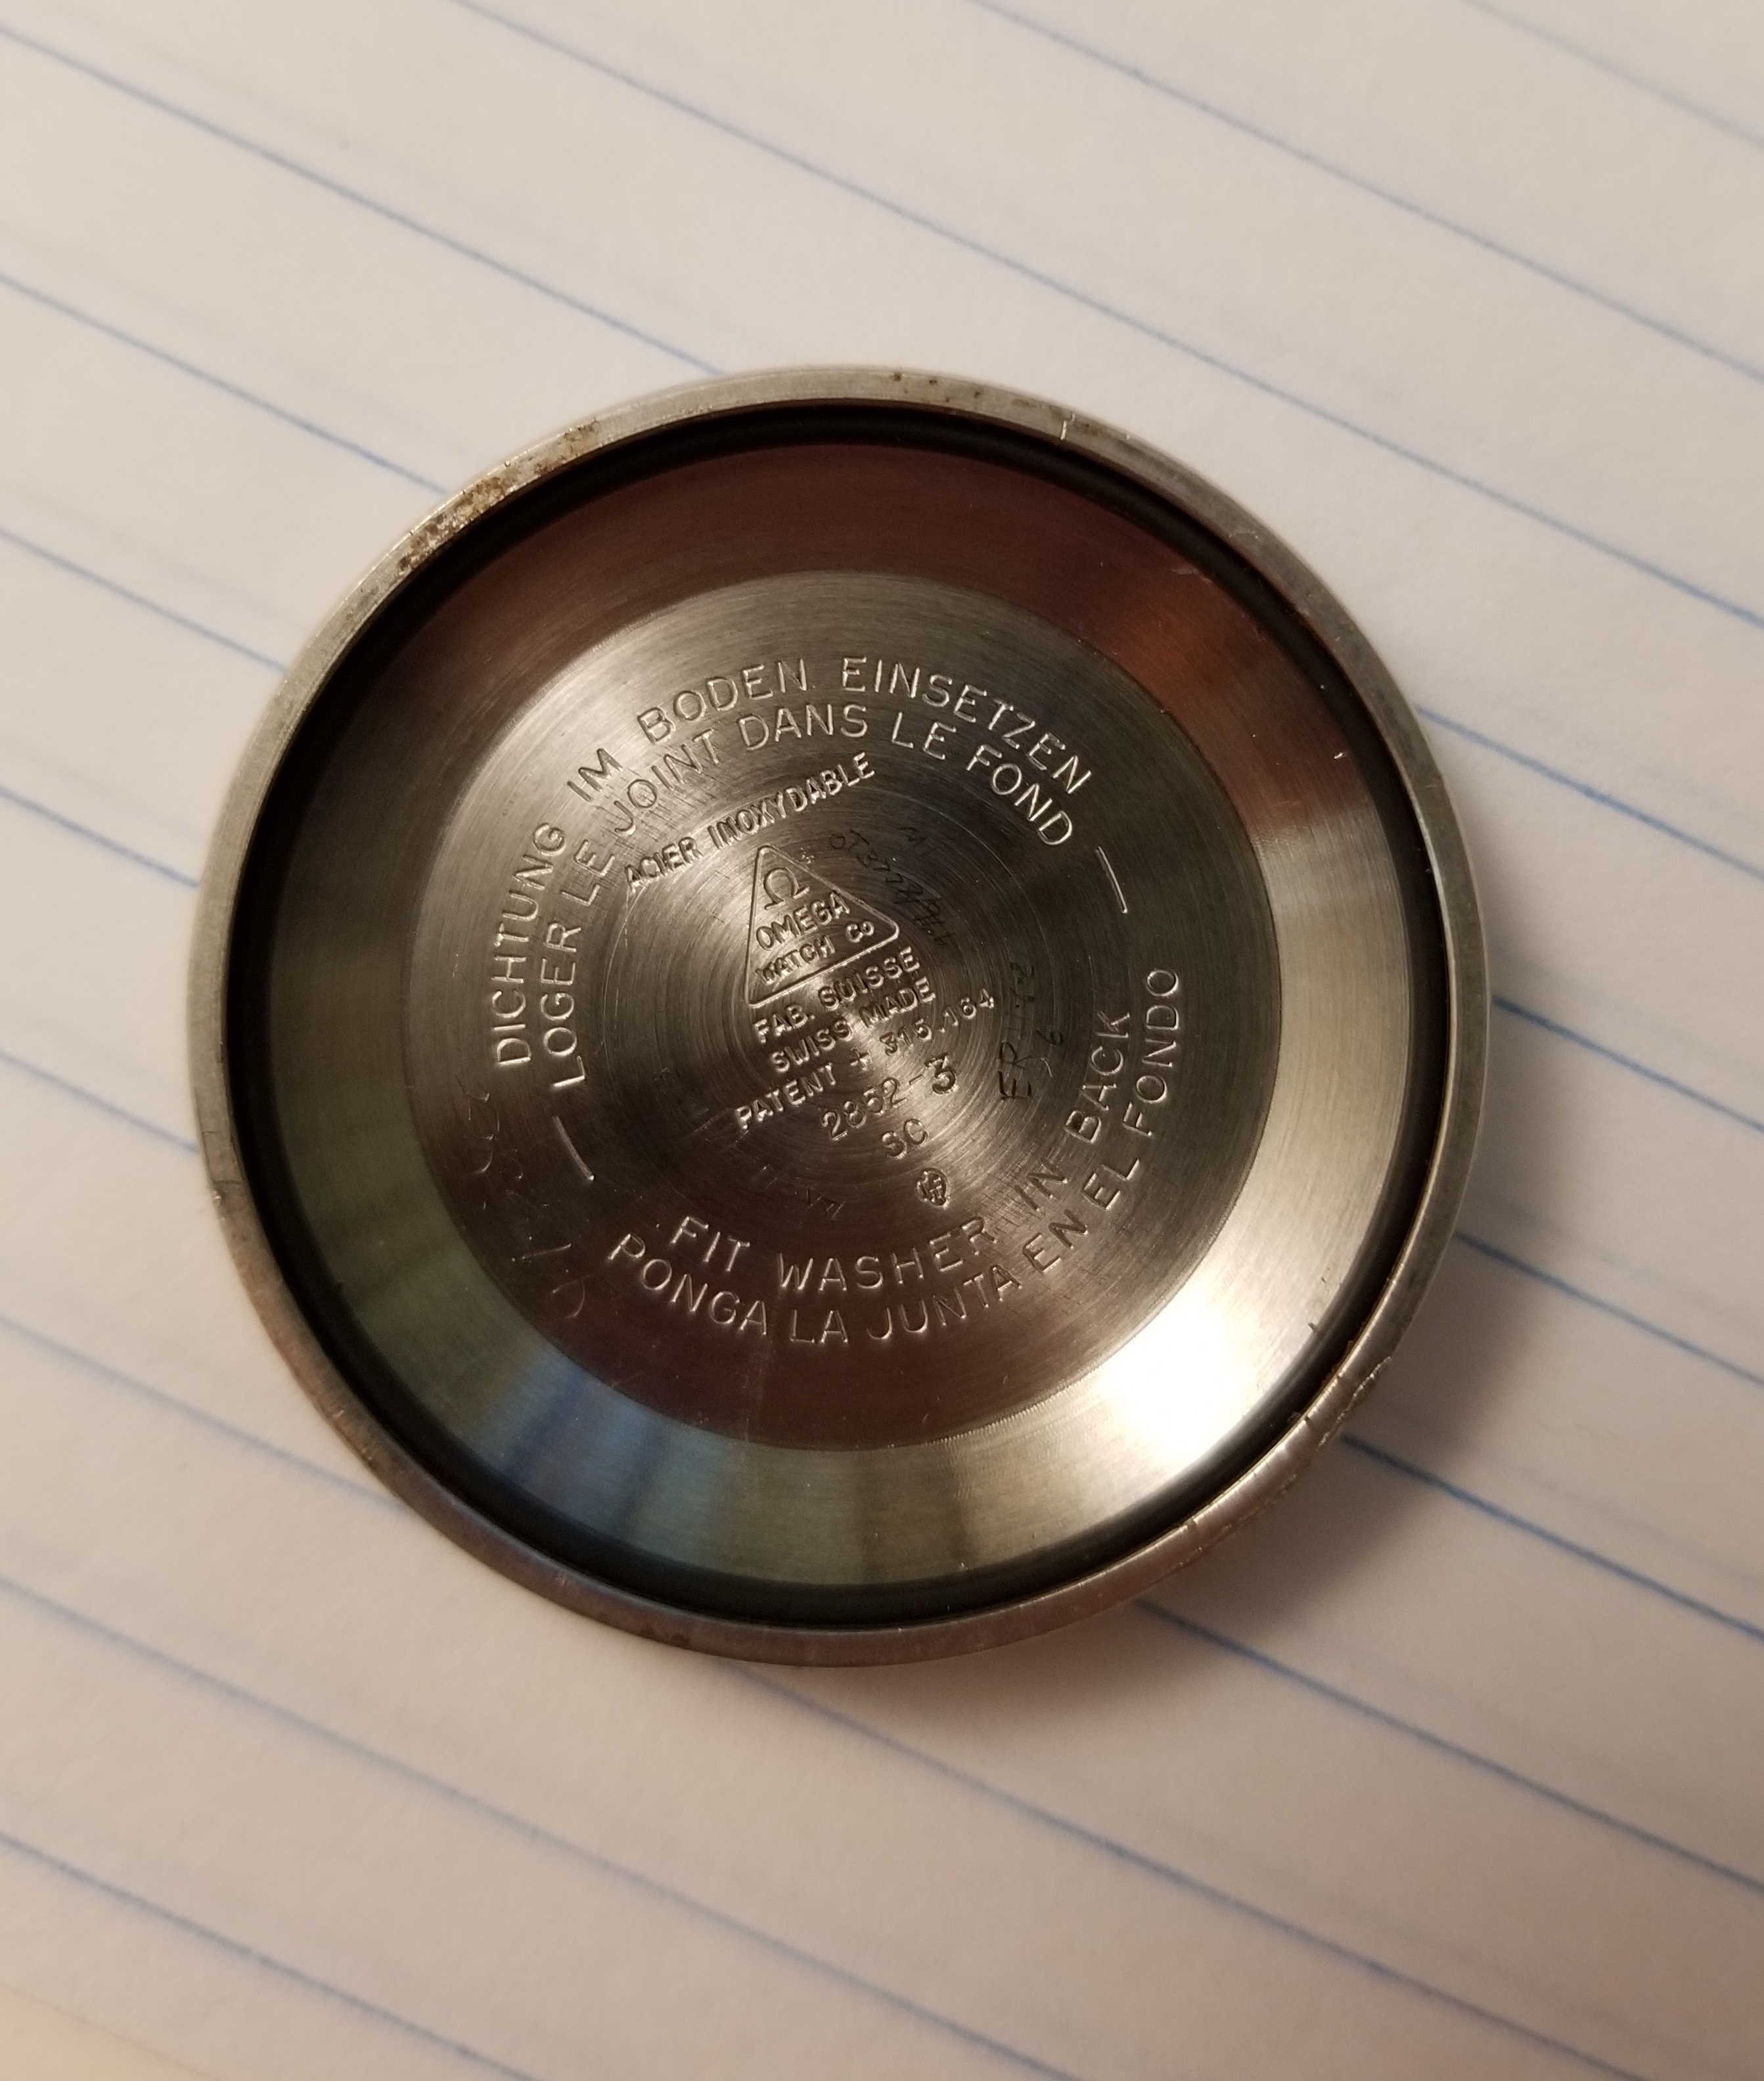 DICHTUNG IM BODEN EINSETZEN
LOGER LE JOINT DANS LE FOND
ACIER INOXYDABLE
Ω
OMEGA
WATCH Co
FAB. SUISSE
SWISS MADE
PATENT + 315.164
2852-3
SC
FIT WASHER IN BACK
PONGA LA JUNTA EN EL FONDO